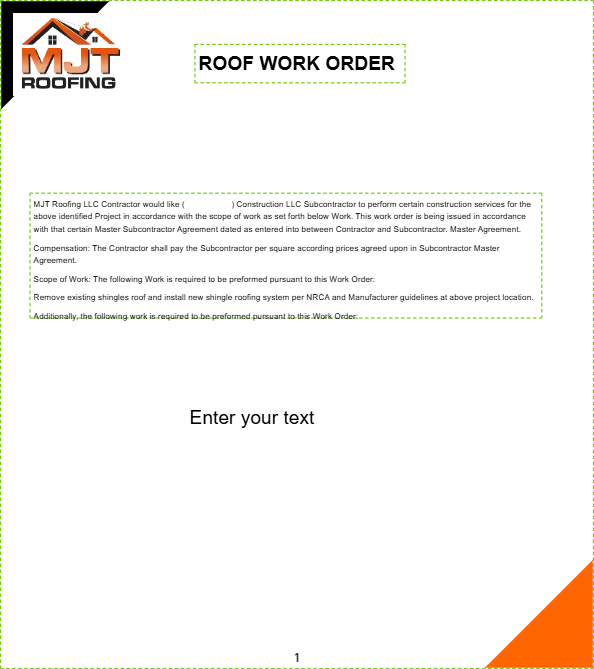 MJT
ROOFING
ROOF WORK ORDER
MJT Roofing LLC Contractor would like ( ) Construction LLC Subcontractor to perform certain construction services for the
above identified Project in accordance with the scope of work as set forth below Work. This work order is being issued in accordance
with that certain Master Subcontractor Agreement dated as entered into between Contractor and Subcontractor. Master Agreement.
Compensation: The Contractor shall pay the Subcontractor per square according prices agreed upon in Subcontractor Master
Agreement.
Scope of Work: The following Work is required to be preformed pursuant to this Work Order:
Remove existing shingles roof and install new shingle roofing system per NRCA and Manufacturer guidelines at above project location.
Additionally, the following work is required to be preformed pursuant to this Work Order:
Enter your text
1